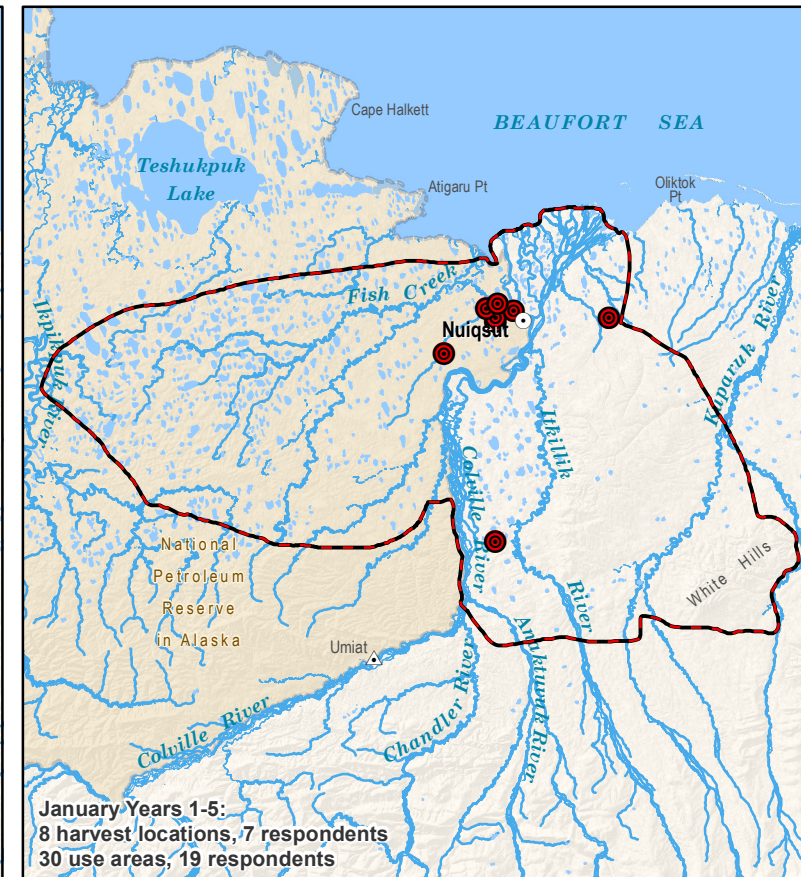 Cape Halkett
BEAUFORT SEA
Teshukpuk
Lake
Atigaru Pt
Oliktok
Pt
Fish Creek
Ikpikpuk River
Nuiqsut
Kuparuk River
Itkillik
River
Colville River
White Hills
National
Petroleum
Reserve
in Alaska
Umiat
Anaktuvuk River
Chandler River
Colville River
January Years 1-5:
8 harvest locations, 7 respondents
30 use areas, 19 respondents